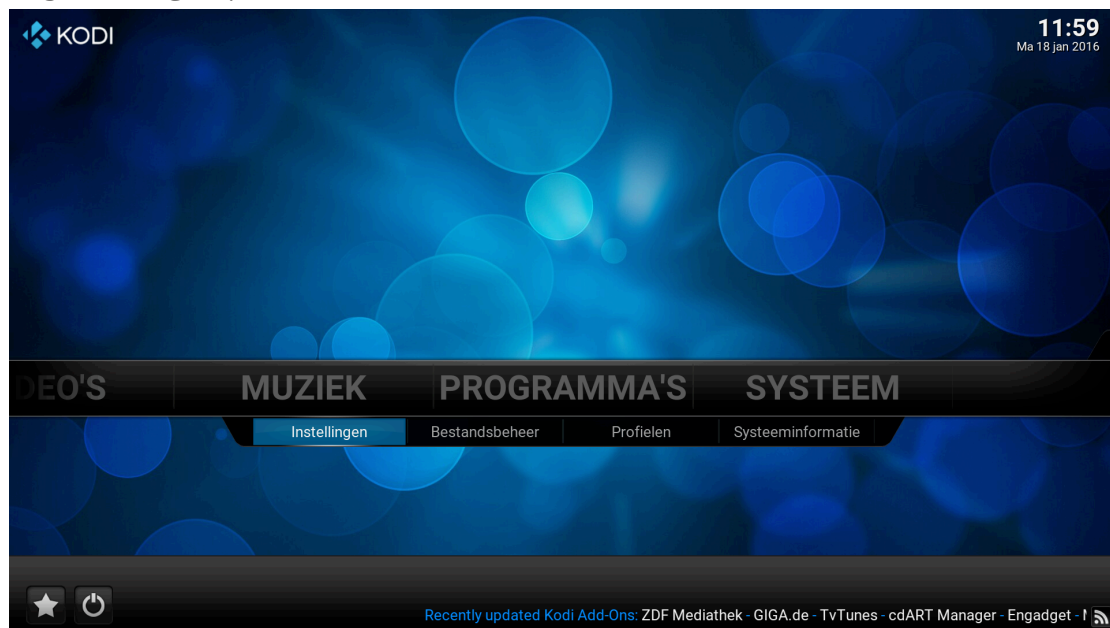 KODI
11:59
Ma 18 jan 2016
DEO'S MUZIEK PROGRAMMA'S SYSTEEM
Instellingen Bestandsbeheer Profielen Systeeminformatie
Recently updated Kodi Add-Ons: ZDF Mediathek - GIGA.de - TvTunes - cdART Manager - Engadget -